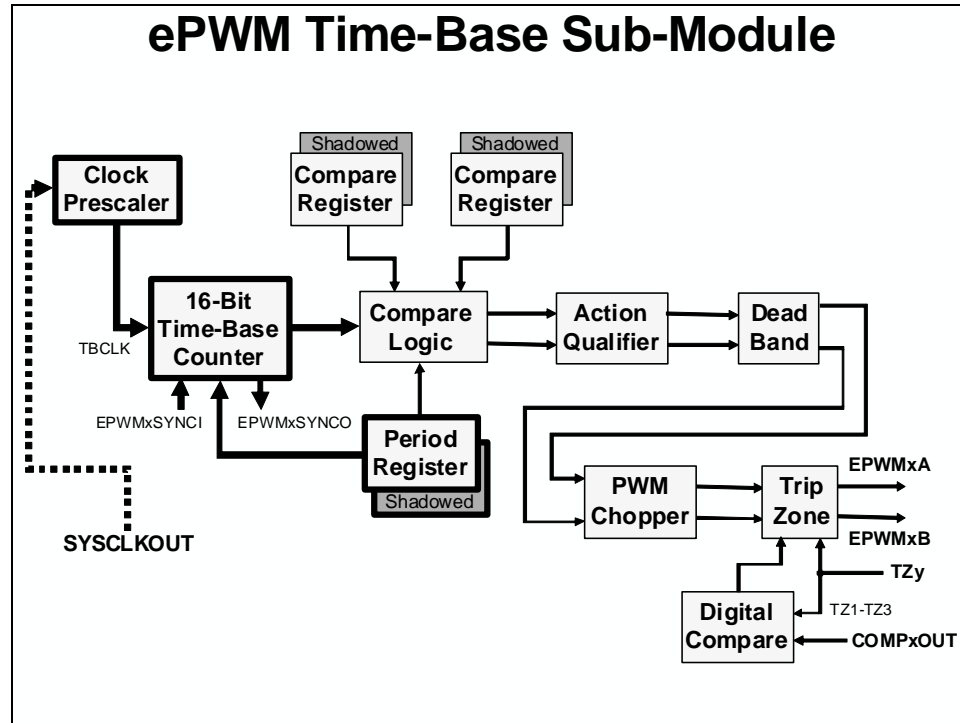 ePWM Time-Base Sub-Module
Shadowed
Compare
Register
Shadowed
Compare
Register
Clock
Prescaler
16-Bit
Time-Base
Counter
TBCLK
Compare
Logic
Action
Qualifier
Dead
Band
EPWMxSYNCI
EPWMxSYNCO
Period
Register
Shadowed
PWM
Chopper
Trip
Zone
EPWMxA
EPWMxB
SYSCLKOUT
TZy
TZ1-TZ3
Digital
Compare
COMPxOUT